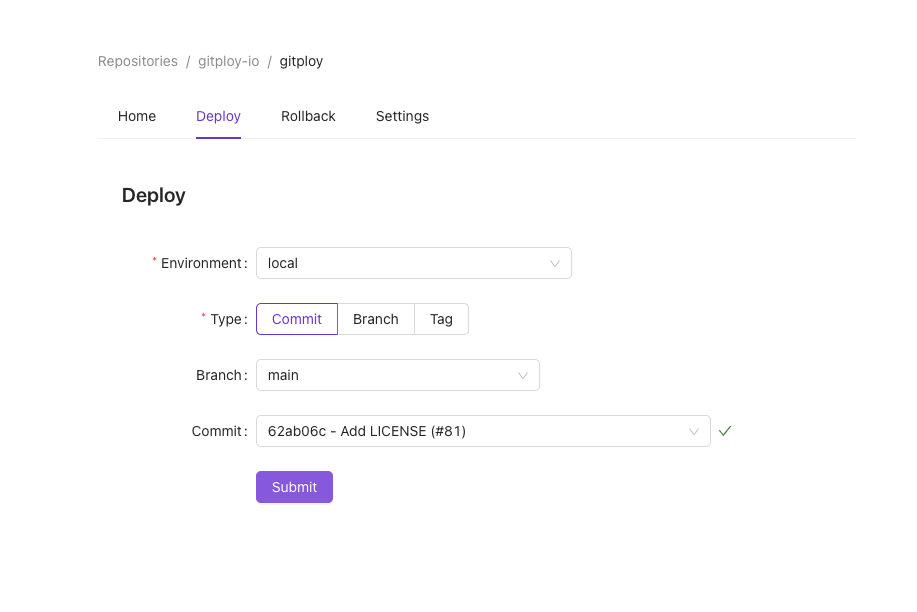 Repositories / gitploy-io / gitploy
Home Deploy Rollback Settings
Deploy
* Environment: local
* Type: Commit Branch Tag
Branch: main
Commit: 62ab06c - Add LICENSE (#81)
Submit